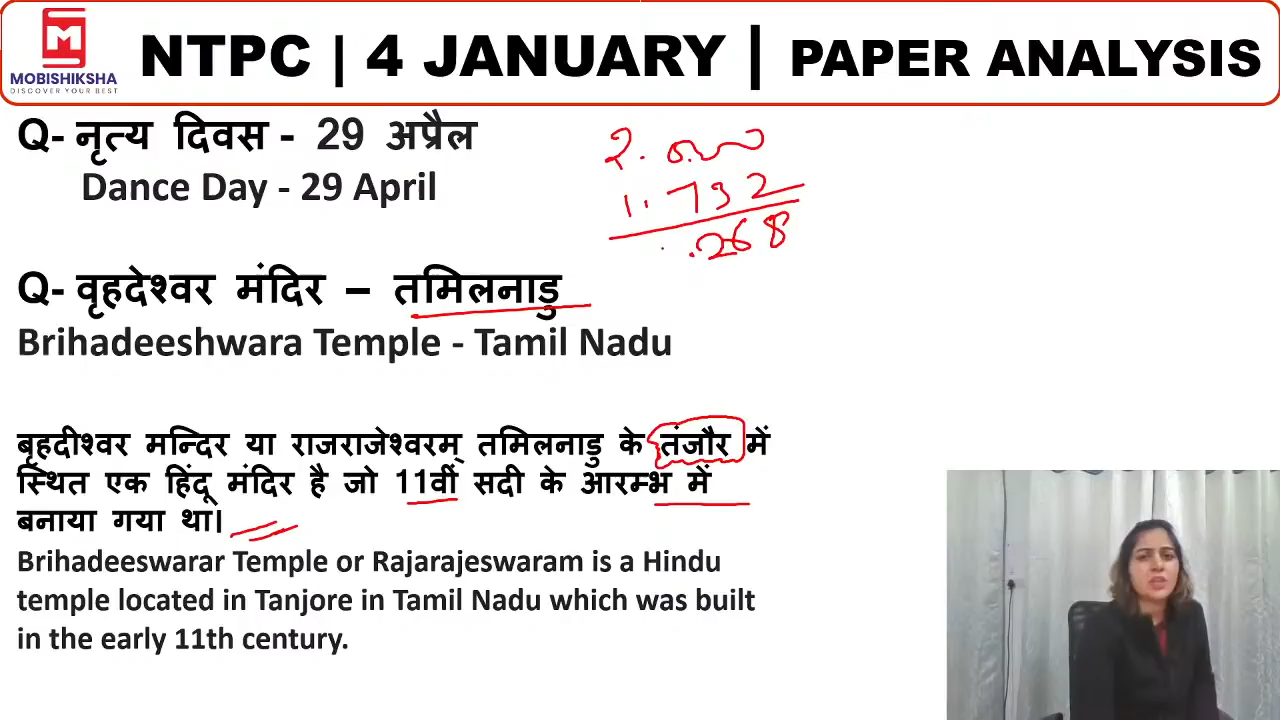 MOBISHIKSHA
DISCOVER YOUR BEST
NTPC | 4 JANUARY | PAPER ANALYSIS
Q- नृत्य दिवस - 29 अप्रैल
Dance Day - 29 April
2.000
1.732
.268
Q- वृहदेश्वर मंदिर – तमिलनाडु
Brihadeeshwara Temple - Tamil Nadu
बृहदीश्वर मन्दिर या राजराजेश्वरम् तमिलनाडु के तंजौर में
स्थित एक हिंदू मंदिर है जो 11वीं सदी के आरम्भ में
बनाया गया था।
Brihadeeswarar Temple or Rajarajeswaram is a Hindu
temple located in Tanjore in Tamil Nadu which was built
in the early 11th century.